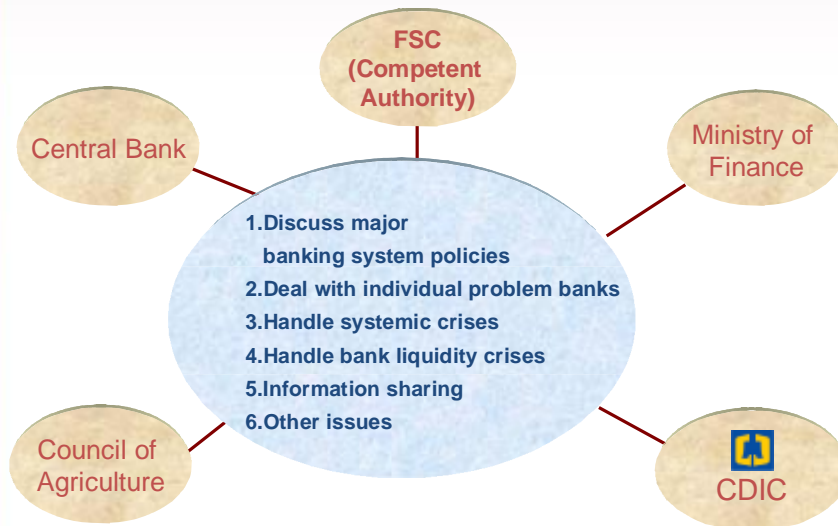 FSC
(Competent
Authority)
Central Bank
Ministry of
Finance
1.Discuss major
banking system policies
2.Deal with individual problem banks
3.Handle systemic crises
4.Handle bank liquidity crises
5.Information sharing
6.Other issues
Council of
Agriculture
CDIC